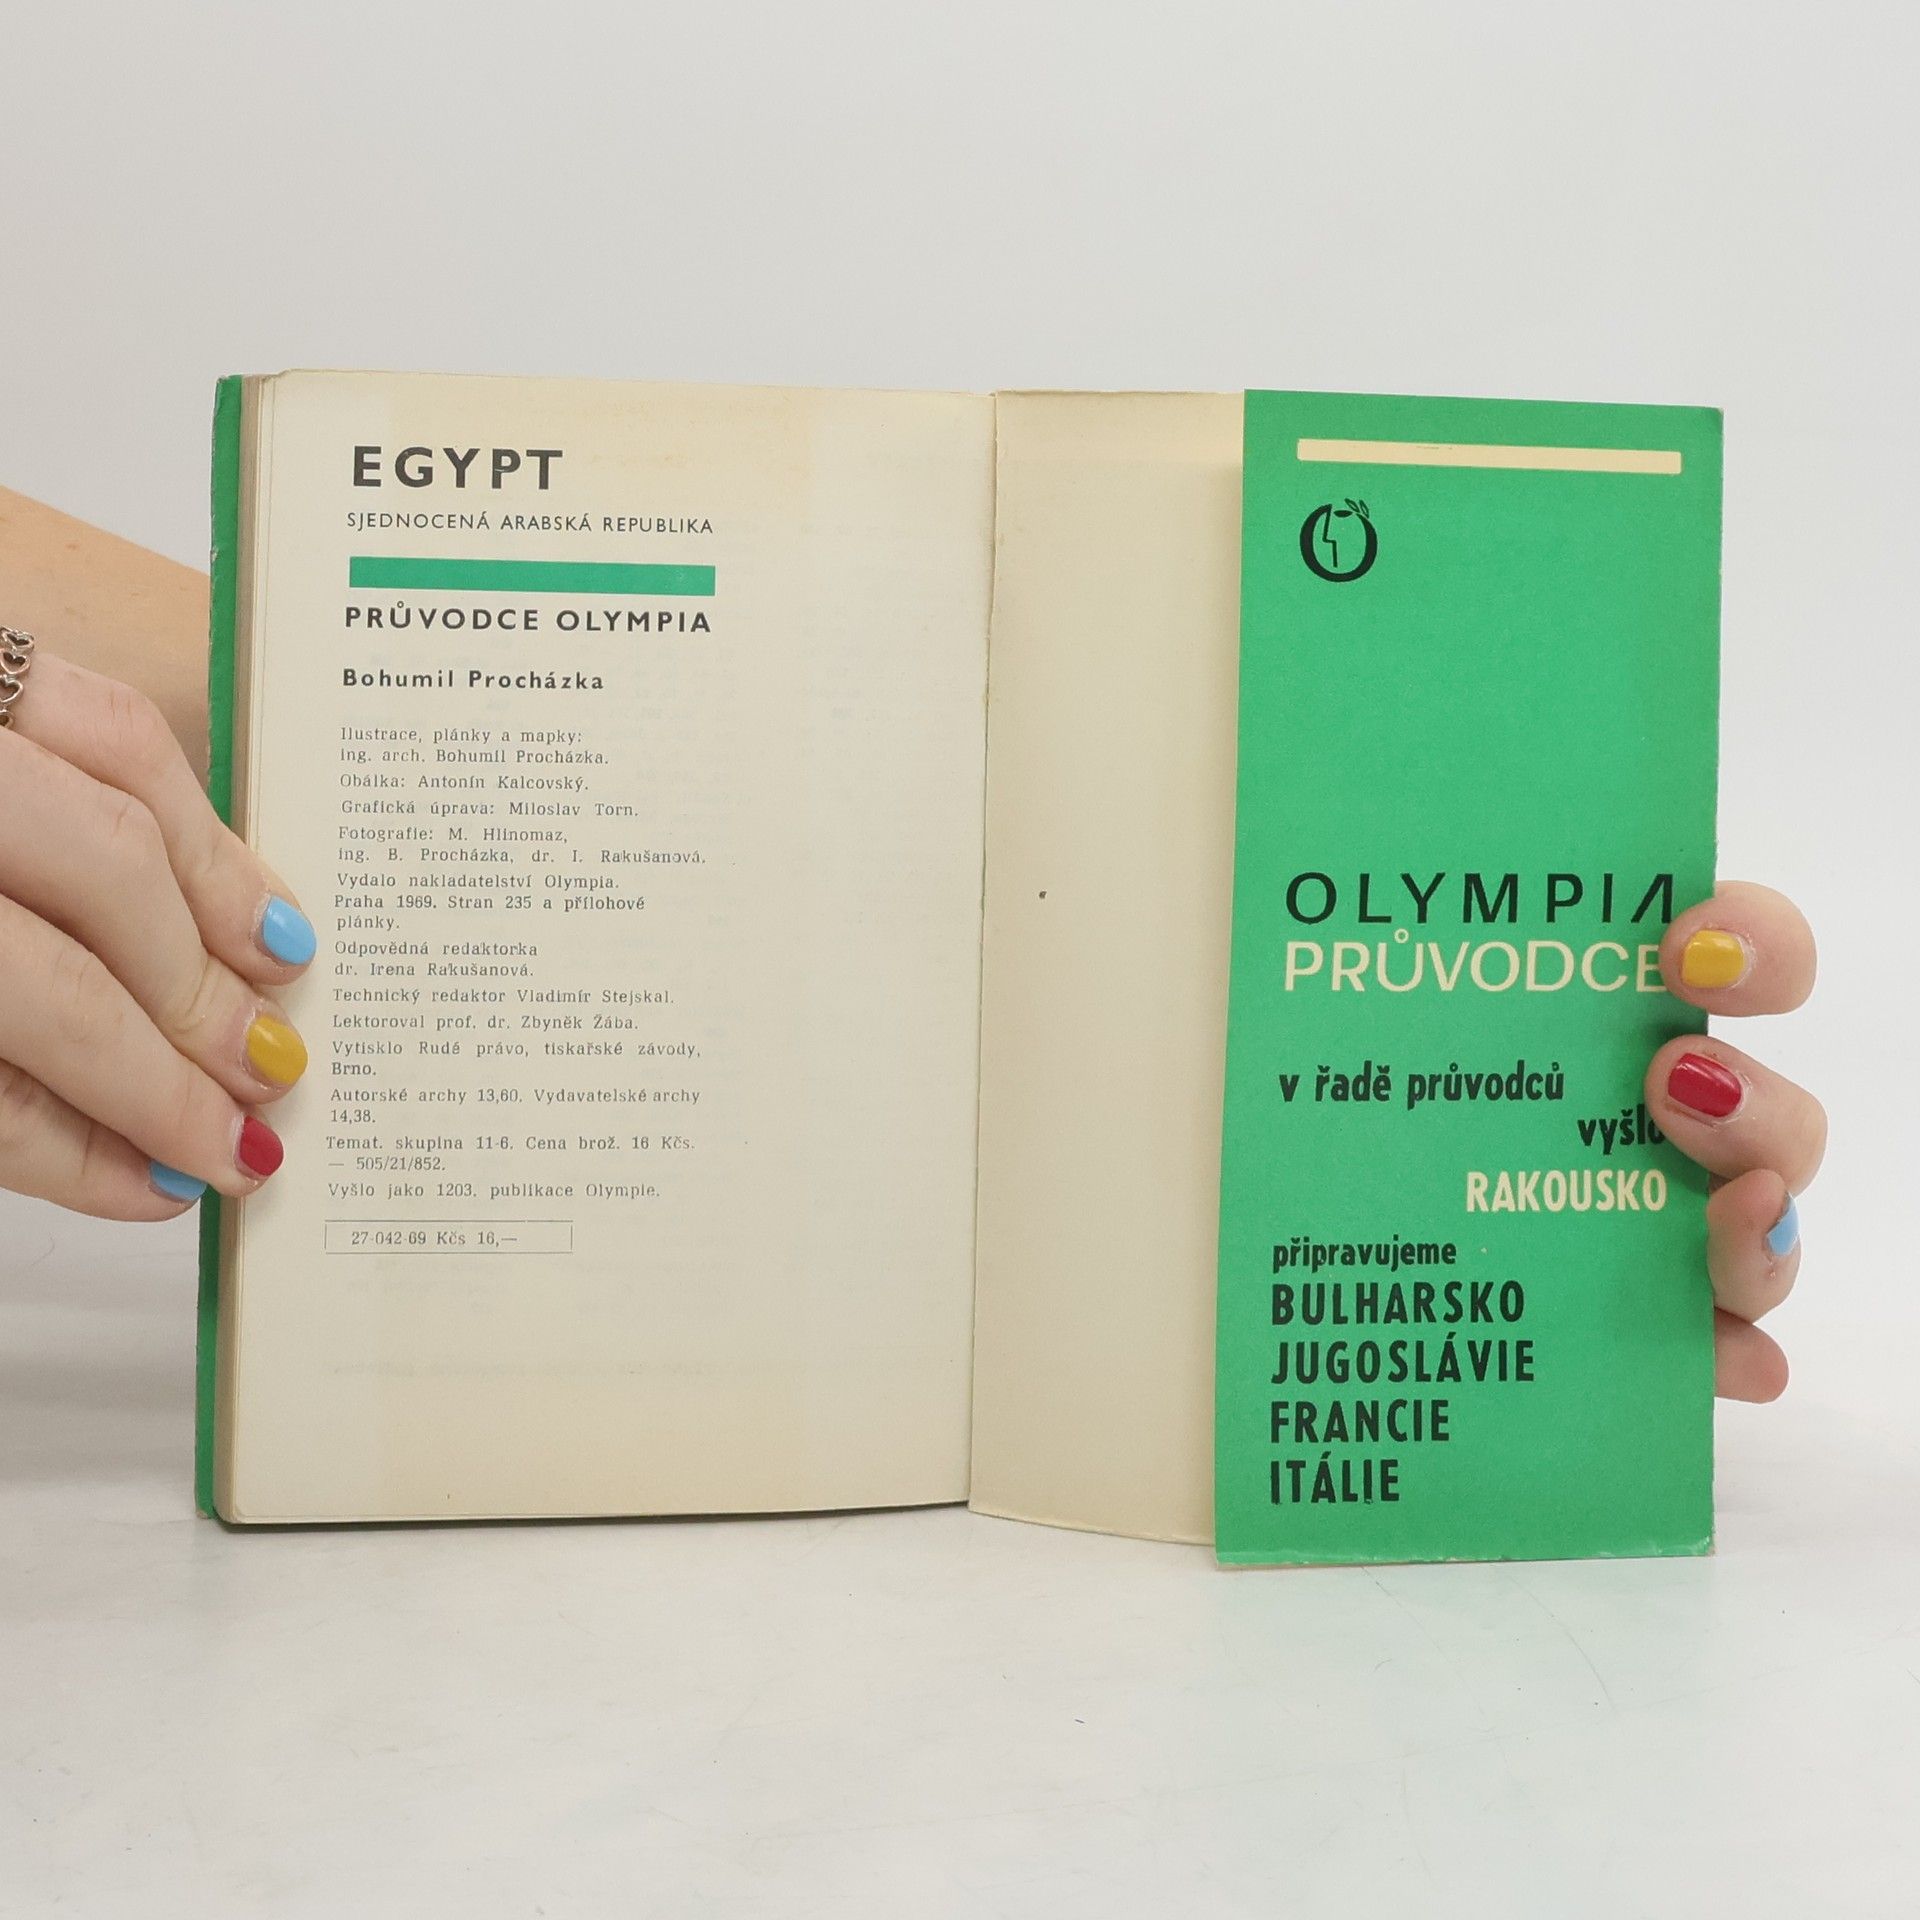 EGYPT
SJEDNOCENÁ ARABSKÁ REPUBLIKA
PRŮVODCE OLYMPIA
Bohumil Procházka
Ilustrace, plánky a mapky:
ing. arch. Bohumil Procházka.
Obálka: Antonín Kalcovský.
Grafická úprava: Miloslav Torn.
Fotografie: M. Hlinomaz,
ing. B. Procházka, dr. I. Rakušanová.
Vydalo nakladatelství Olympia.
Praha 1969. Stran 235 a přílohové
plánky.
Odpovědná redaktorka
dr. Irena Rakušanová.
Technický redaktor Vladimír Stejskal.
Lektoroval prof. dr. Zbyněk Žába.
Vytisklo Rudé právo, tiskařské závody,
Brno.
Autorské archy 13,60. Vydavatelské archy
14,38.
Temat. skupina 11-6. Cena brož. 16 Kčs.
— 505/21/852.
Vyšlo jako 1203. publikace Olympie.
27-042-69 Kčs 16,—
OLYMPIA
PRŮVODCE
v řadě průvodců
vyšlo
RAKOUSKO
připravujeme
BULHARSKO
JUGOSLÁVIE
FRANCIE
ITÁLIE